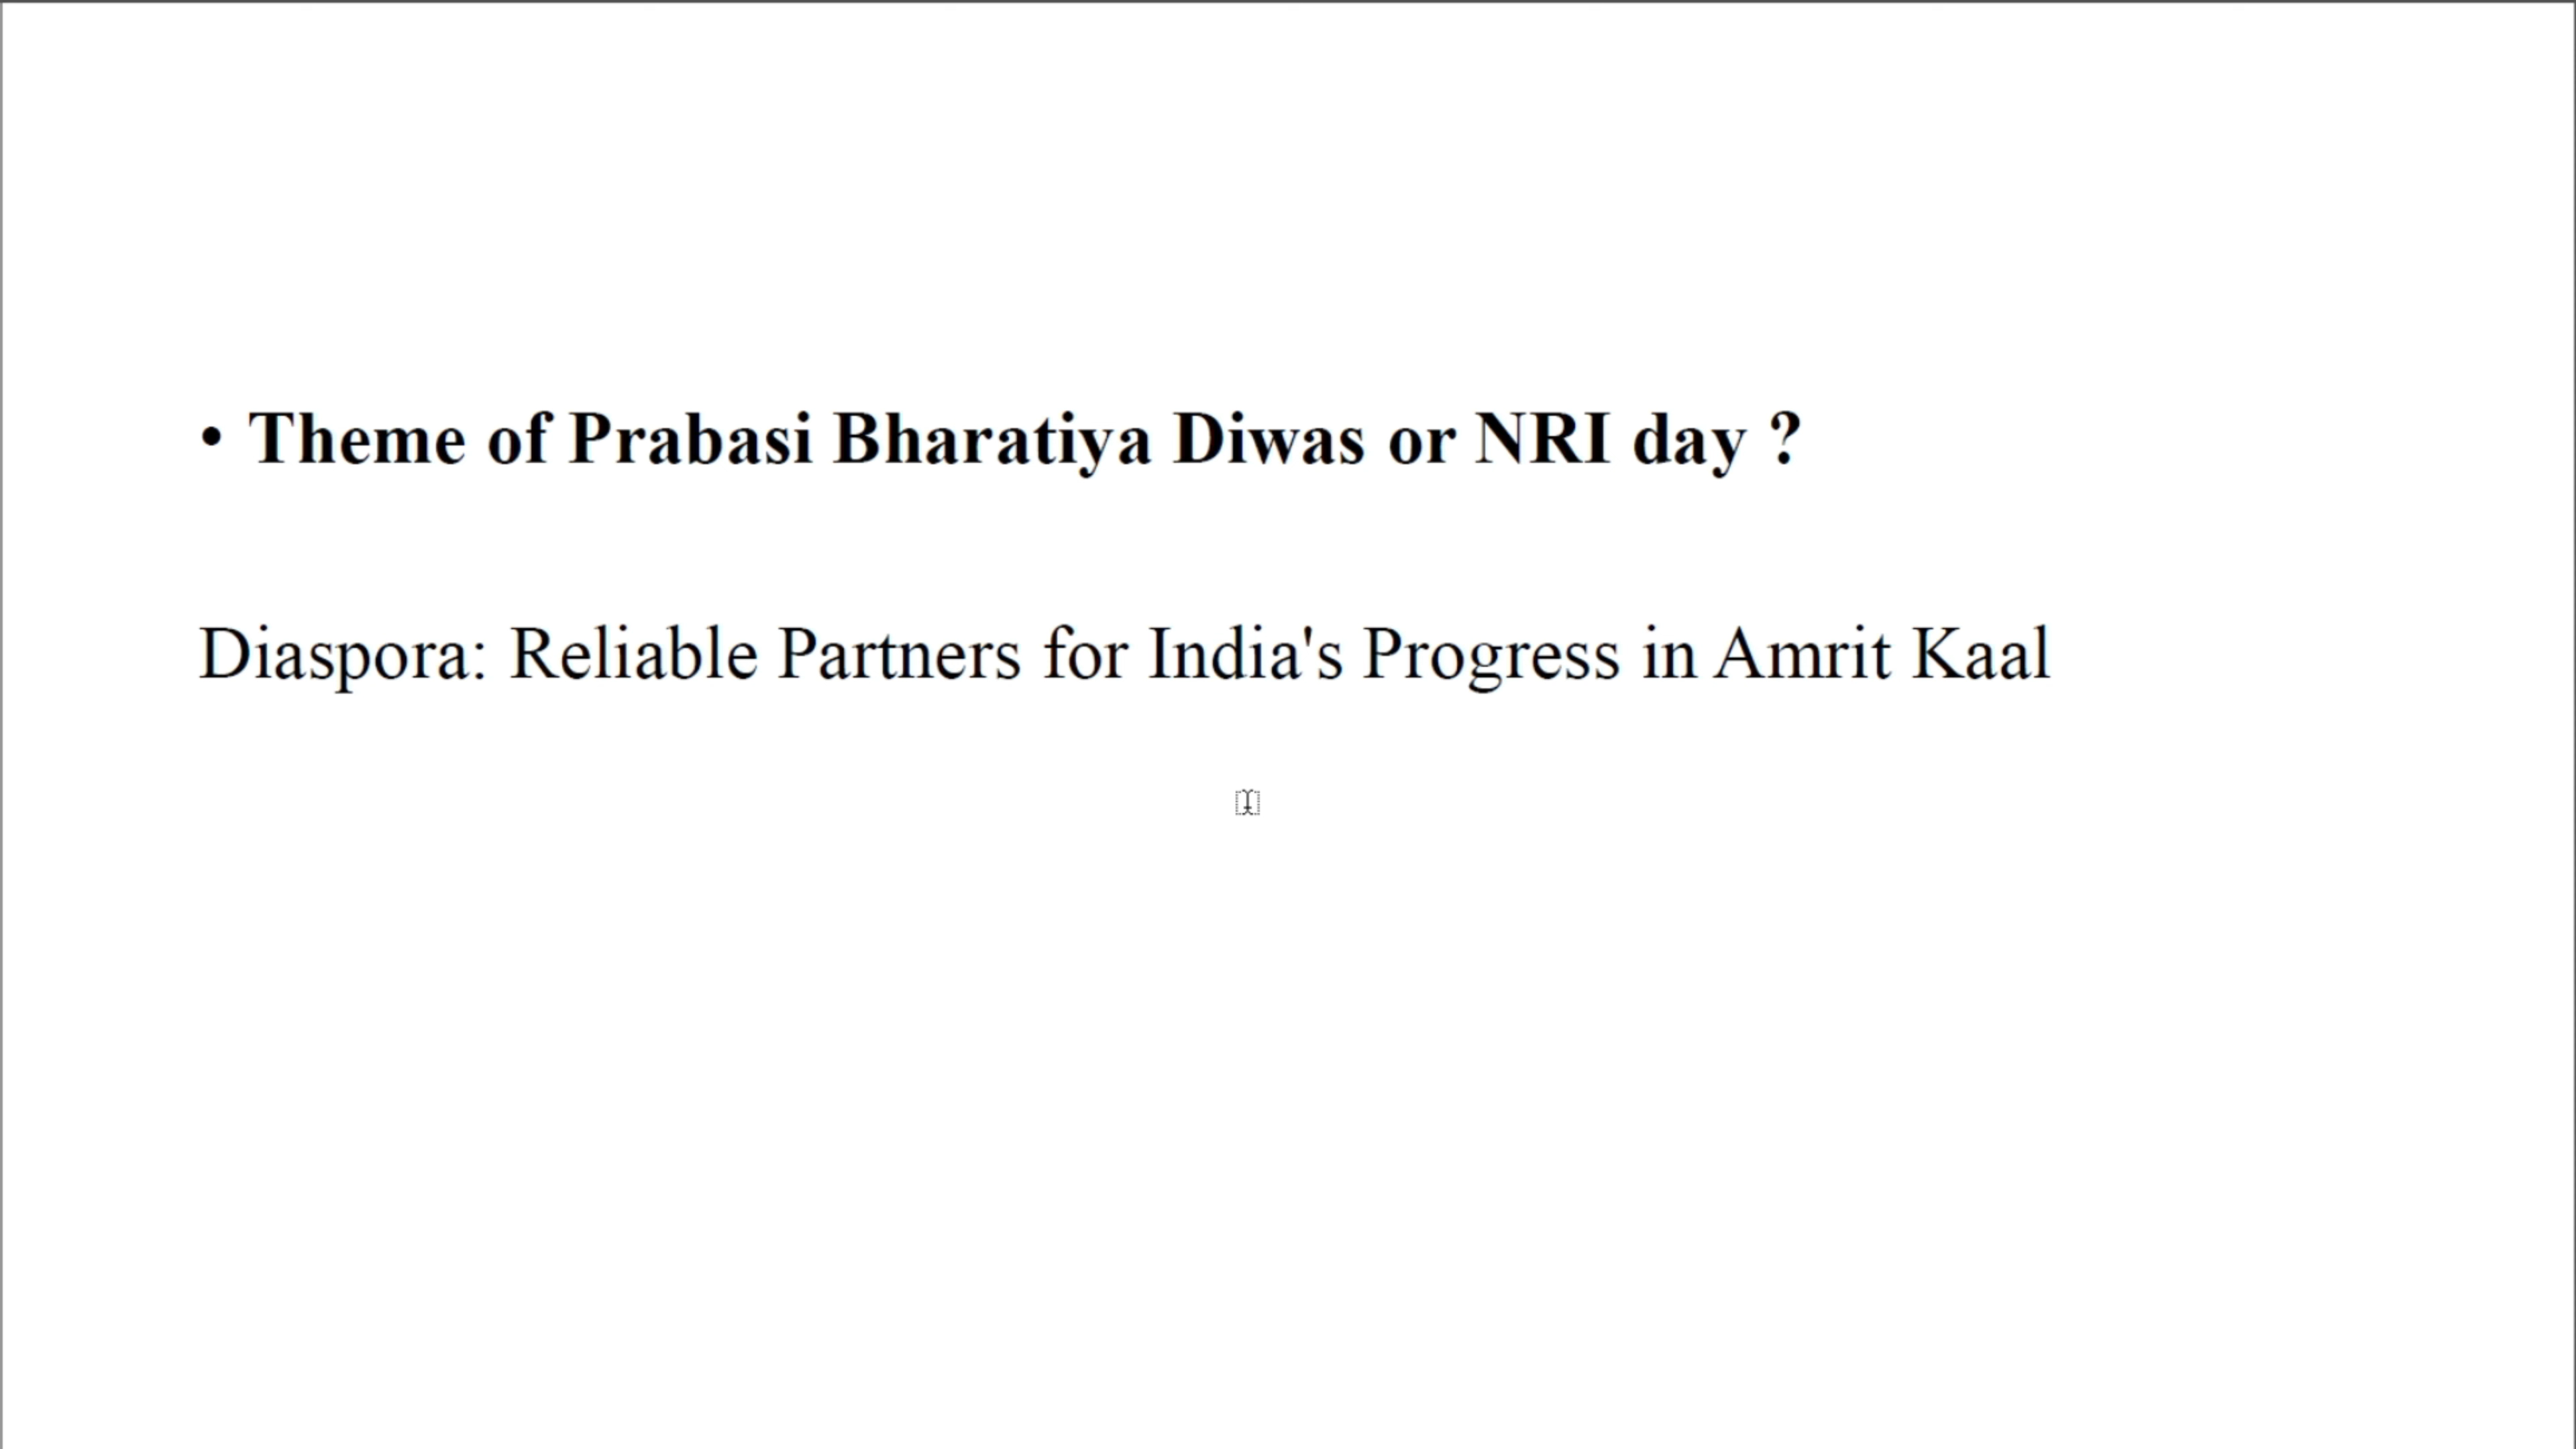 • Theme of Prabasi Bharatiya Diwas or NRI day ?
Diaspora: Reliable Partners for India's Progress in Amrit Kaal